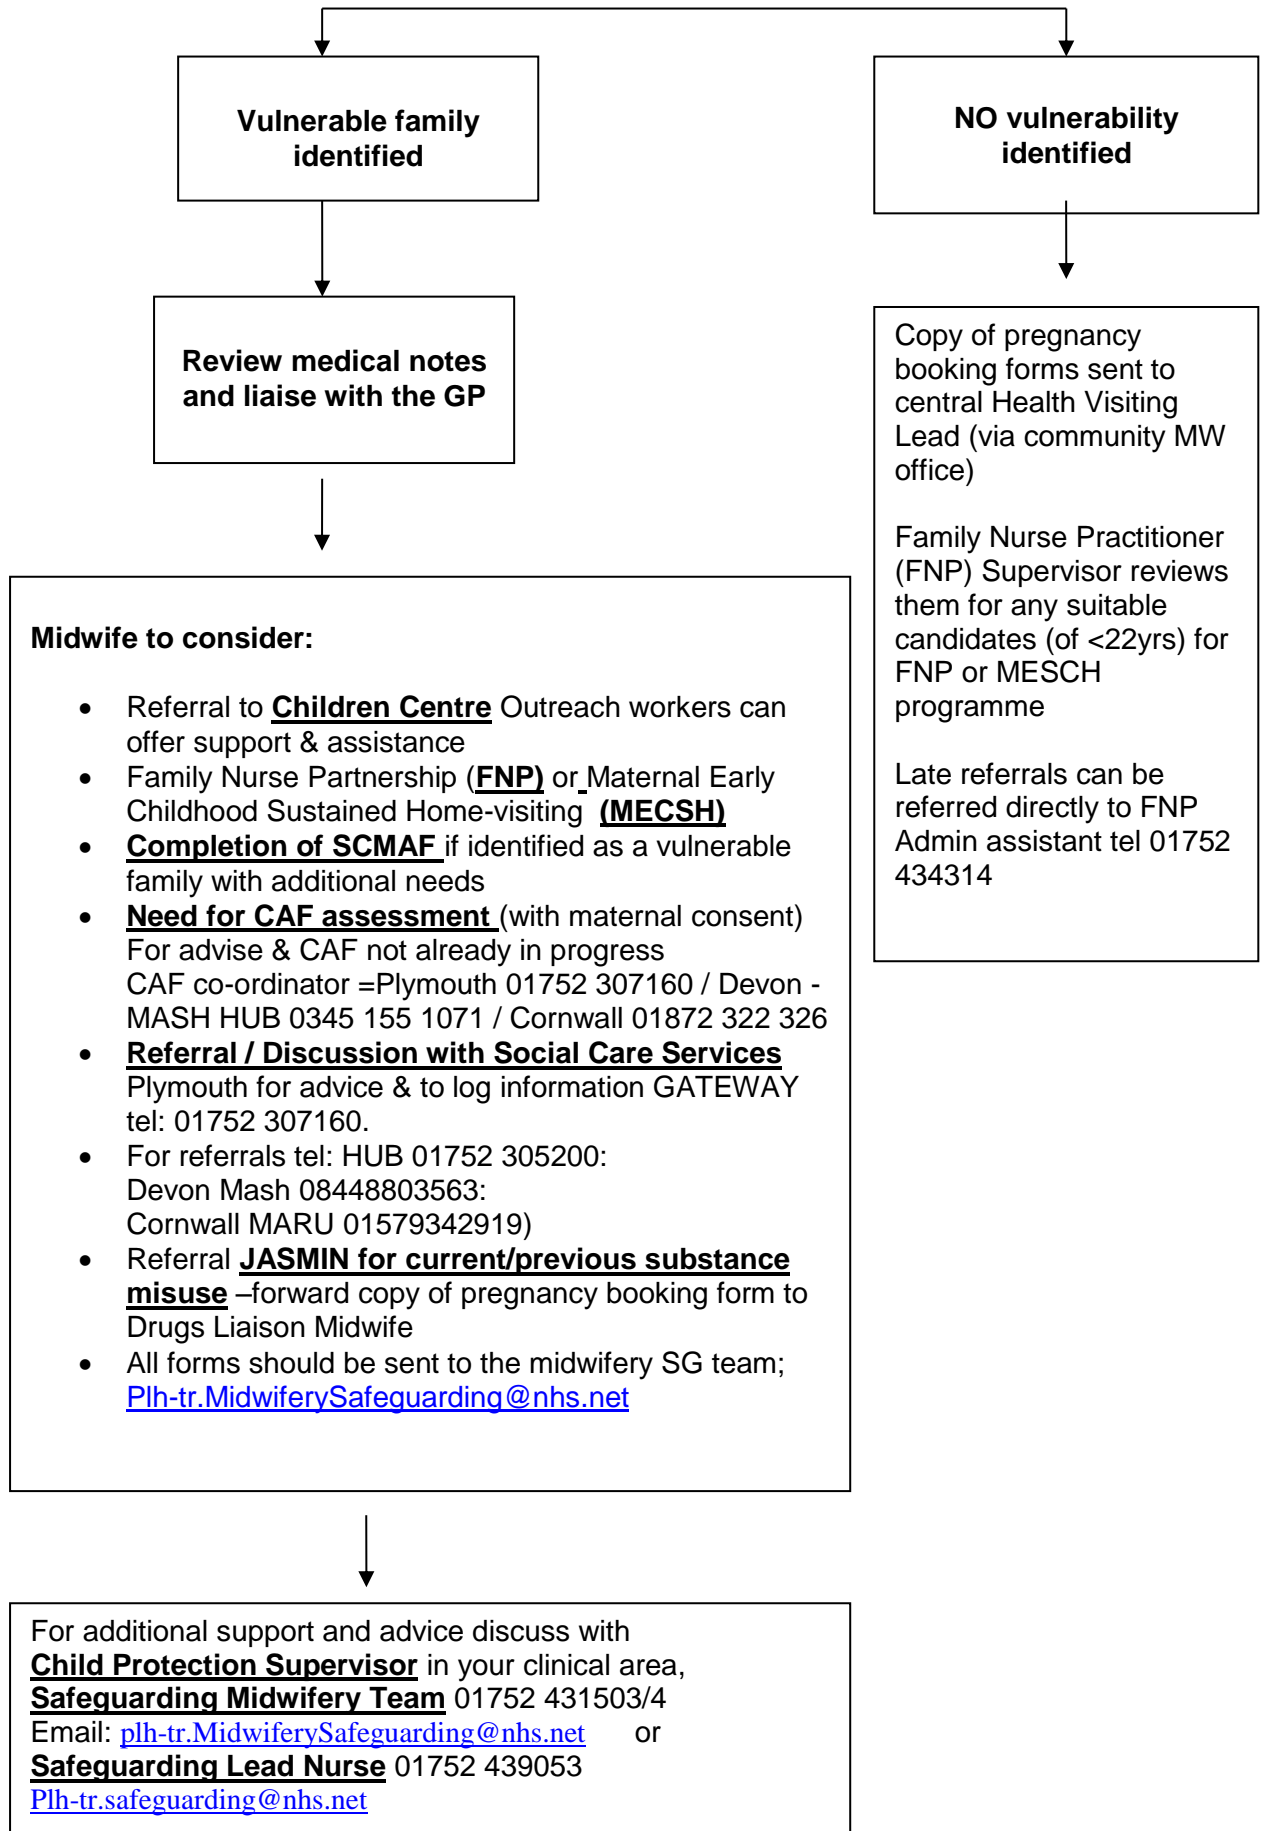 Vulnerable family
identified
NO vulnerability
identified
Review medical notes
and liaise with the GP
Copy of pregnancy
booking forms sent to
central Health Visiting
Lead (via community MW
office)
Family Nurse Practitioner
(FNP) Supervisor reviews
them for any suitable
candidates (of <22yrs) for
FNP or MESCH
programme
Late referrals can be
referred directly to FNP
Admin assistant tel 01752
434314
Midwife to consider:
• Referral to Children Centre Outreach workers can
offer support & assistance
• Family Nurse Partnership (FNP) or Maternal Early
Childhood Sustained Home-visiting (MECSH)
• Completion of SCMAF if identified as a vulnerable
family with additional needs
• Need for CAF assessment (with maternal consent)
For advise & CAF not already in progress
CAF co-ordinator =Plymouth 01752 307160 / Devon -
MASH HUB 0345 155 1071 / Cornwall 01872 322 326
• Referral / Discussion with Social Care Services
Plymouth for advice & to log information GATEWAY
tel: 01752 307160.
• For referrals tel: HUB 01752 305200:
Devon Mash 08448803563:
Cornwall MARU 01579342919)
• Referral JASMIN for current/previous substance
misuse –forward copy of pregnancy booking form to
Drugs Liaison Midwife
• All forms should be sent to the midwifery SG team;
Plh-tr.MidwiferySafeguarding@nhs.net
For additional support and advice discuss with
Child Protection Supervisor in your clinical area,
Safeguarding Midwifery Team 01752 431503/4
Email: plh-tr.MidwiferySafeguarding@nhs.net or
Safeguarding Lead Nurse 01752 439053
Plh-tr.safeguarding@nhs.net